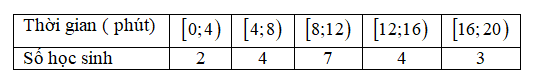 Thời gian ( phút) [0;4) [4;8) [8;12) [12;16) [16;20)
Số học sinh 2 4 7 4 3